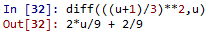 In [32]: diff(((u+1)/3)**2,u)
Out[32]: 2*u/9 + 2/9